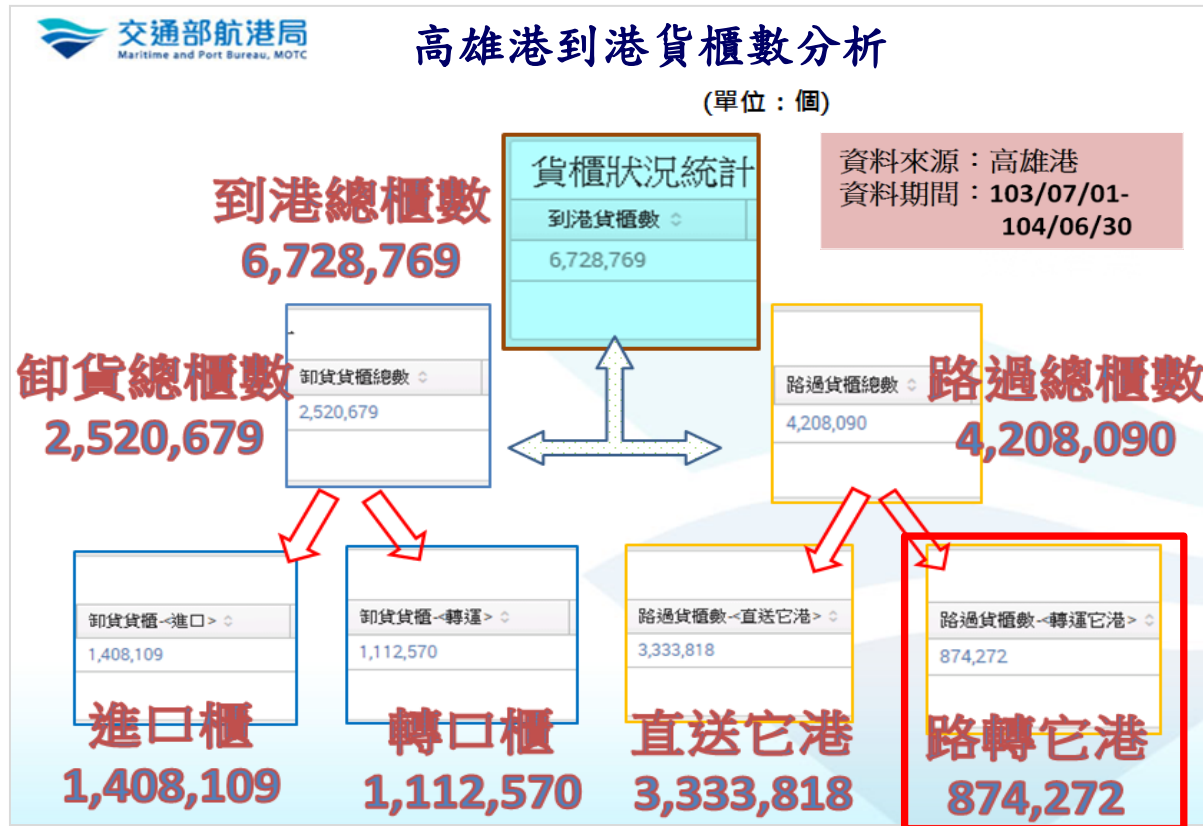 交通部航港局
Maritime and Port Bureau, MOTC
高雄港到港貨櫃數分析
(單位：個)
貨櫃狀況統計
到港貨櫃數
6,728,769
資料來源：高雄港
資料期間：103/07/01-
104/06/30
到港總櫃數
6,728,769
卸貨總櫃數
2,520,679
卸貨貨櫃總數
2,520,679
路過貨櫃總數
4,208,090
路過總櫃數
4,208,090
卸貨貨櫃-<進口>
1,408,109
進口櫃
1,408,109
卸貨貨櫃-<轉運>
1,112,570
轉口櫃
1,112,570
路過貨櫃數-<直送它港>
3,333,818
直送它港
3,333,818
路過貨櫃數-<轉運它港>
874,272
路轉它港
874,272